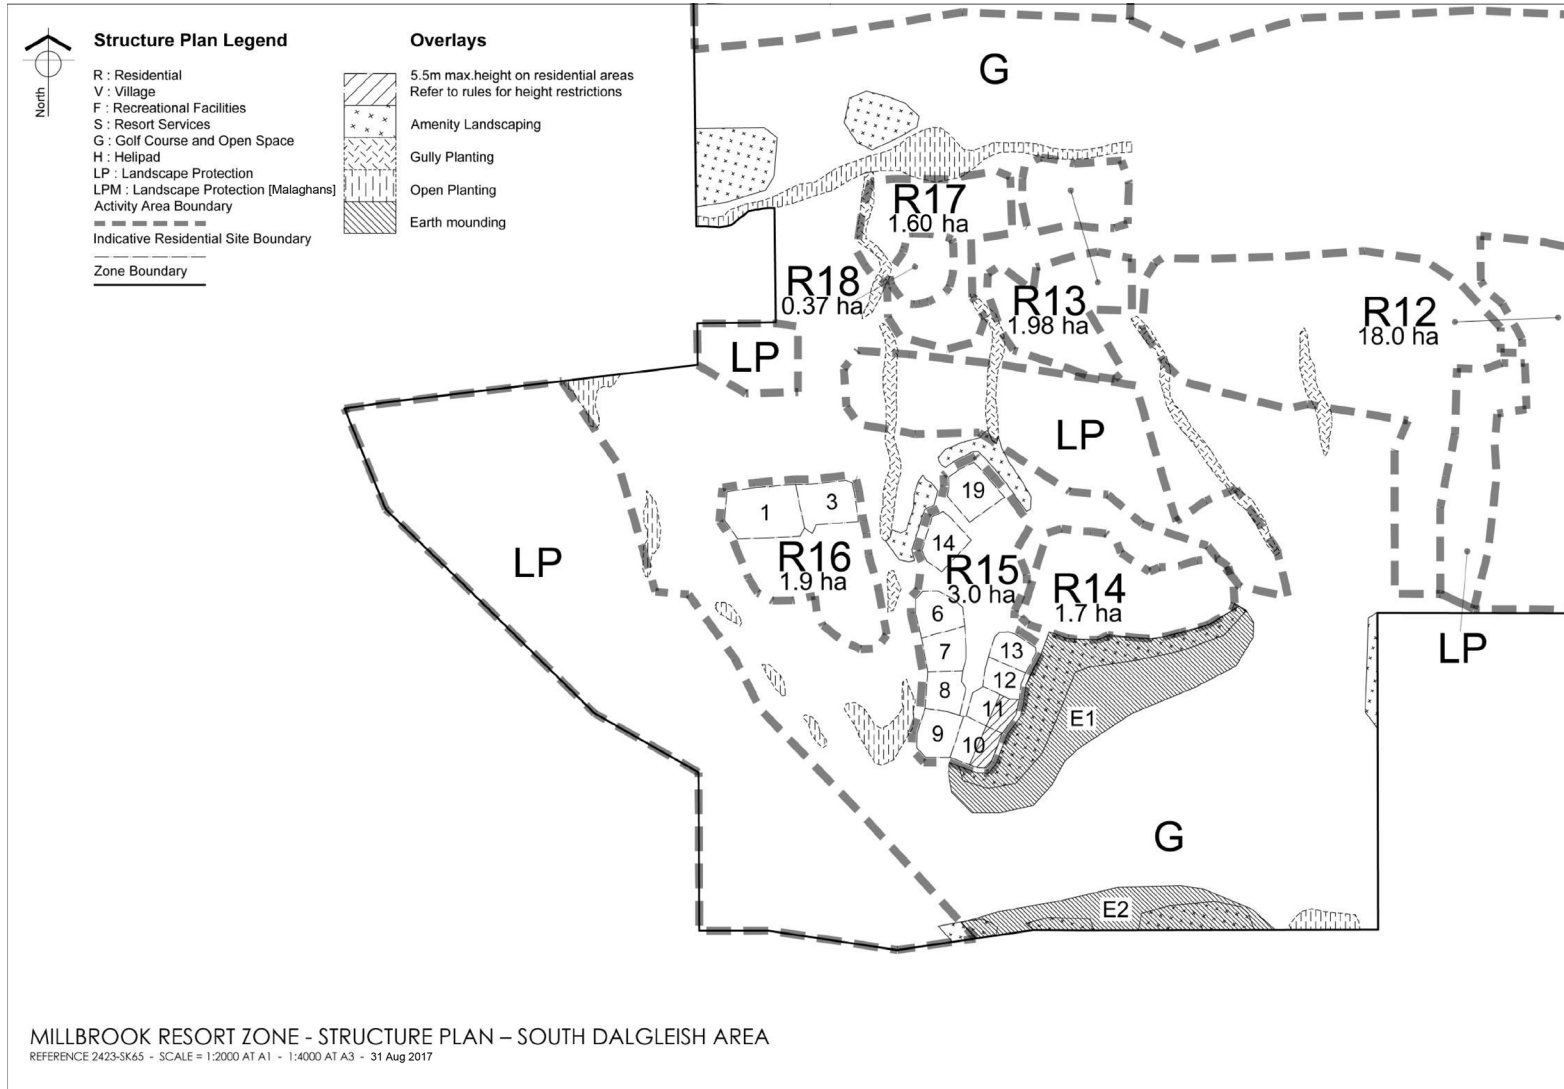 Structure Plan Legend
R : Residential
V : Village
F : Recreational Facilities
S : Resort Services
G : Golf Course and Open Space
H : Helipad
LP : Landscape Protection
LPM : Landscape Protection [Malaghans]
Activity Area Boundary
Indicative Residential Site Boundary
Zone Boundary
North
Overlays
5.5m max.height on residential areas
Refer to rules for height restrictions
Amenity Landscaping
Gully Planting
Open Planting
Earth mounding
G
R17
1.60 ha
R18
0.37 ha
R13
1.98 ha
R12
18.0 ha
LP
LP
19
3
1
R16
1.9 ha
14
R15
3.0 ha
R14
1.7 ha
LP
6
7
8
9
13
12
11
10
LP
E1
G
E2
MILLBROOK RESORT ZONE - STRUCTURE PLAN – SOUTH DALGLEISH AREA
REFERENCE 2423-SK65 - SCALE = 1:2000 AT A1 - 1:4000 AT A3 - 31 Aug 2017